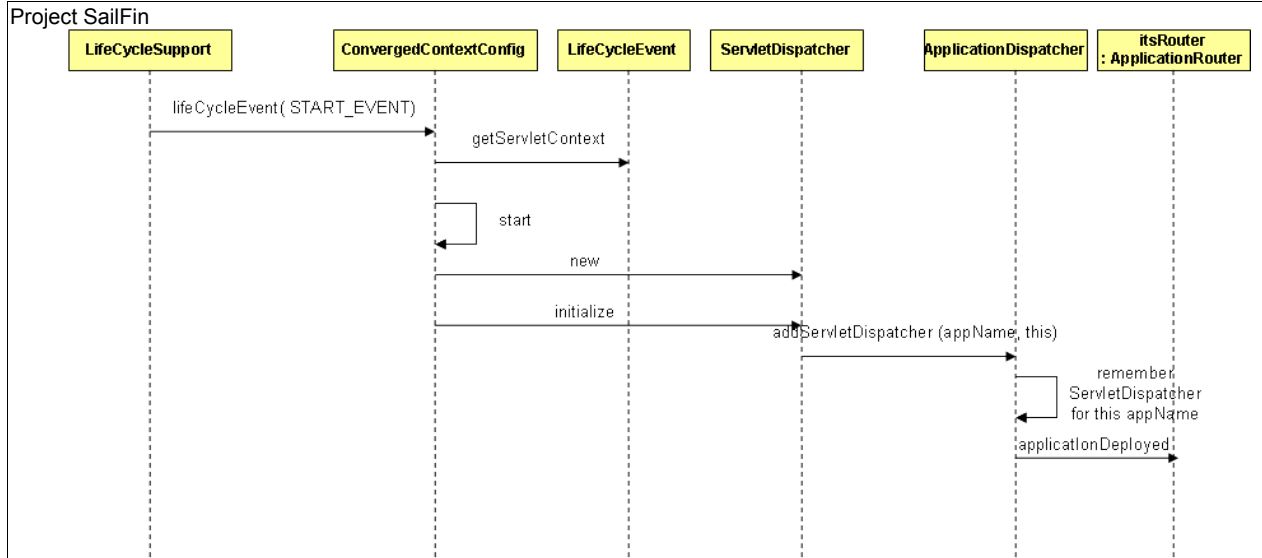 Project SailFin
LifeCycleSupport
ConvergedContextConfig
LifeCycleEvent
ServletDispatcher
ApplicationDispatcher
itsRouter
: ApplicationRouter
lifeCycleEvent( START_EVENT)
getServletContext
start
new
initialize
addServletDispatcher (appName, this)
remember
ServletDispatcher
for this appName
applicatIonDeployed